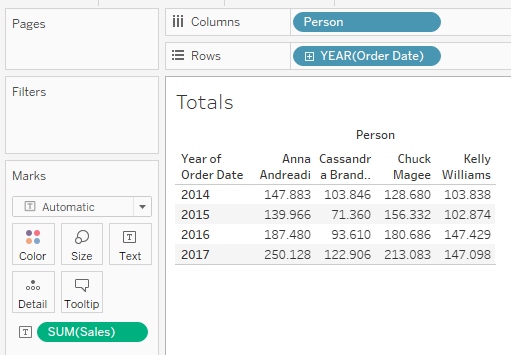 Pages
Columns
Person
Rows
YEAR(Order Date)
Filters
Totals
Person
Marks
Year of Order Date
Anna Andreadi
Cassandr a Brand..
Chuck Magee
Kelly Williams
2014 147.883 103.846 128.680 103.838
2015 139.966 71.360 156.332 102.874
2016 187.480 93.610 180.686 147.429
2017 250.128 122.906 213.083 147.098
T Automatic
Color
Size
T Text
Detail
Tooltip
T SUM(Sales)